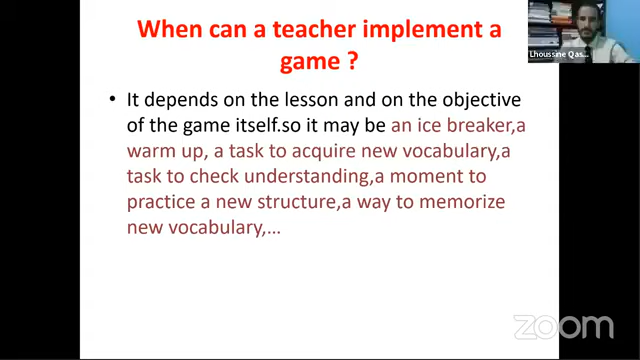 When can a teacher implement a
game ?
Lhoussine Qas...
• It depends on the lesson and on the objective
of the game itself.so it may be an ice breaker,a
warm up, a task to acquire new vocabulary,a
task to check understanding,a moment to
practice a new structure,a way to memorize
new vocabulary,...
zoom